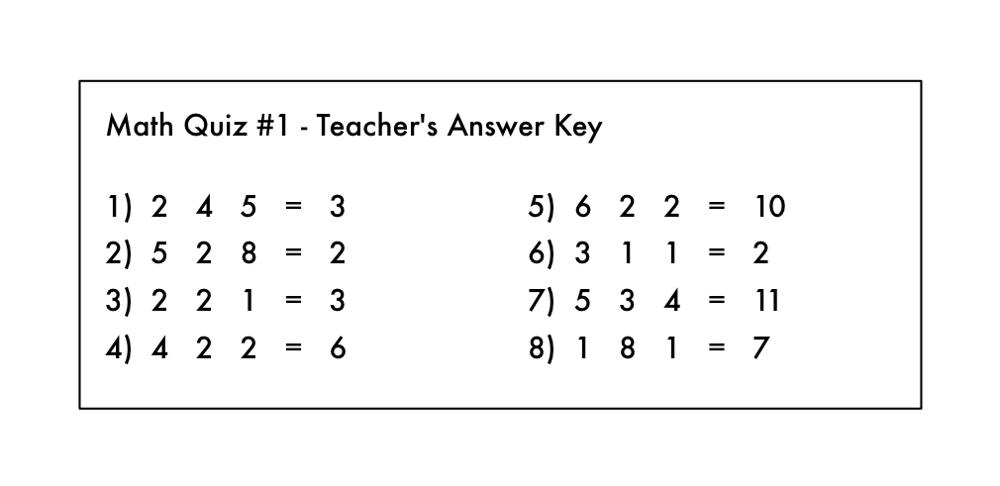 Math Quiz #1 - Teacher's Answer Key
1) 2 4 5 = 3
2) 5 2 8 = 2
3) 2 2 1 = 3
4) 4 2 2 = 6
5) 6 2 2 = 10
6) 3 1 1 = 2
7) 5 3 4 = 11
8) 1 8 1 = 7